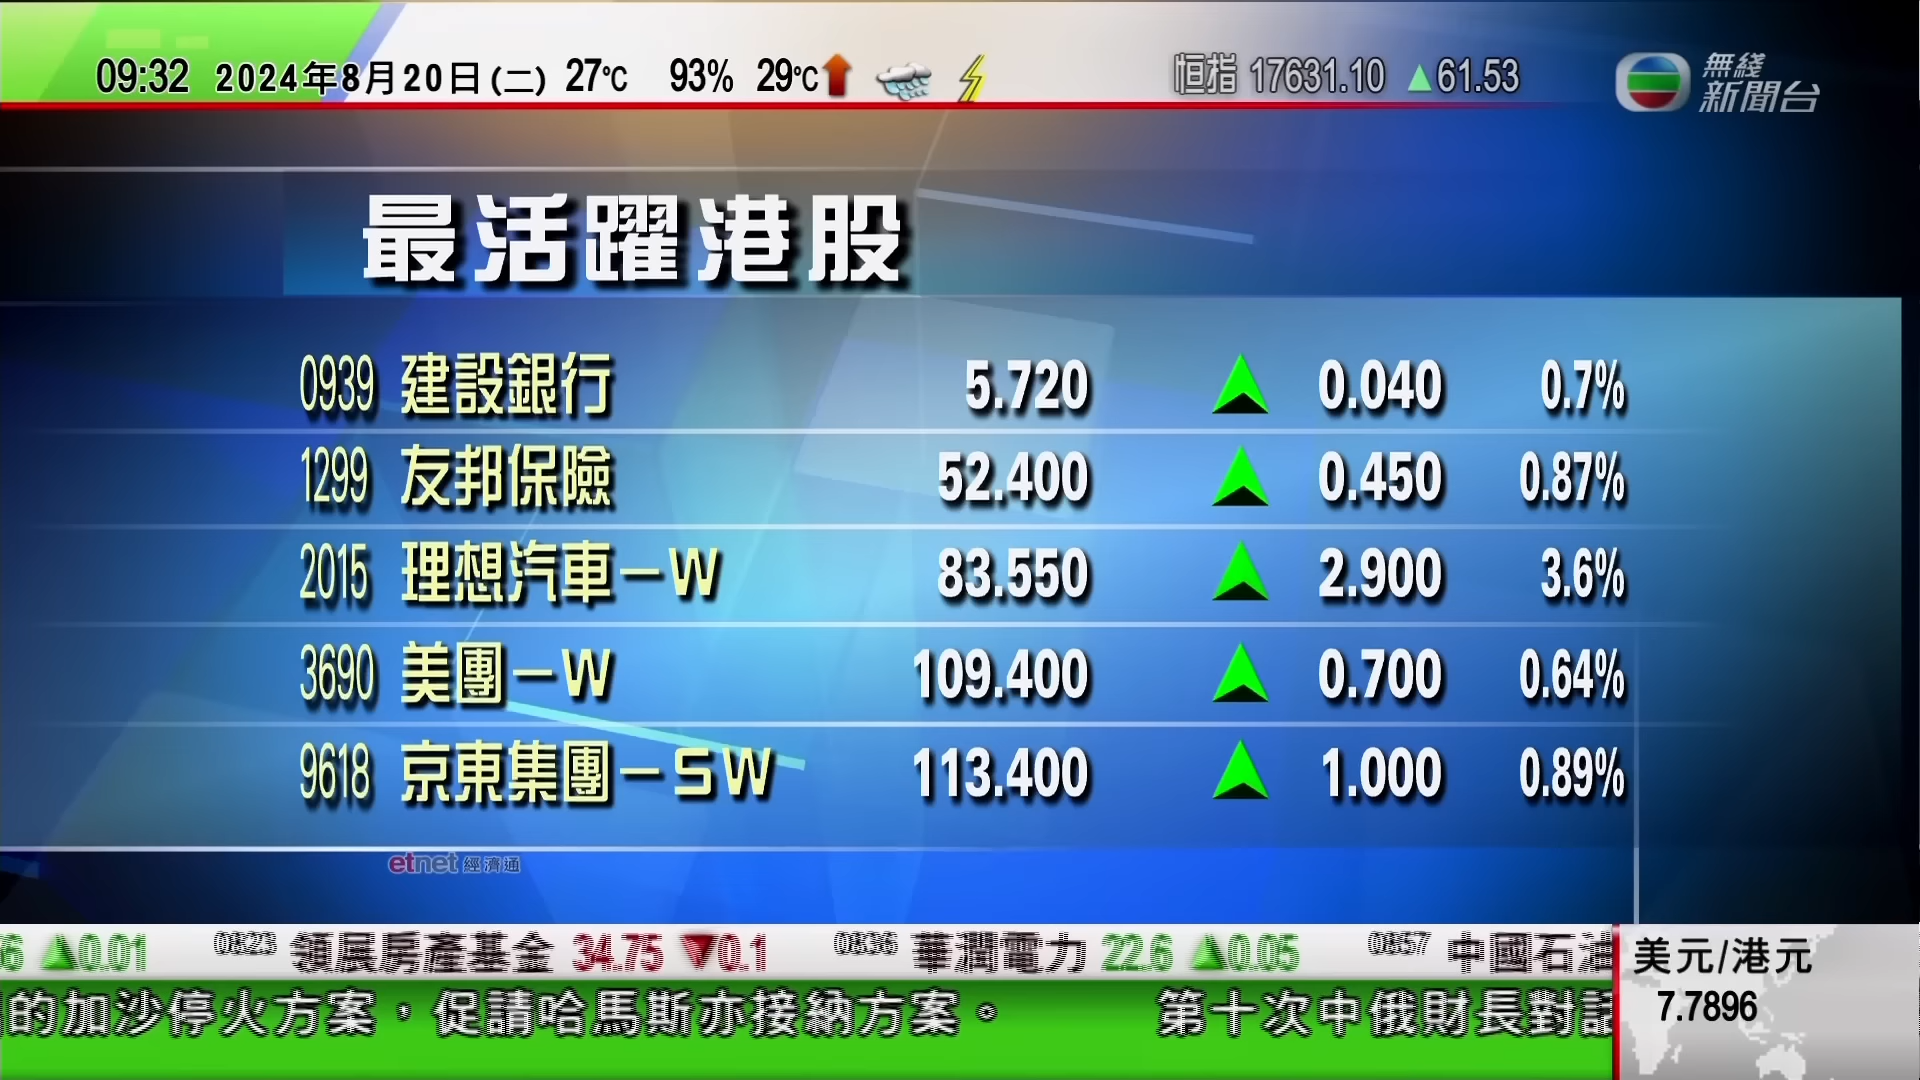 09:32 2024年8月20日(二) 27℃ 93% 29℃ 恒指 17631.10 ▲61.53
無綫
新聞台
最活躍港股
0939 建設銀行 5.720 ▲ 0.040 0.7%
1299 友邦保險 52.400 ▲ 0.450 0.87%
2015 理想汽車－W 83.550 ▲ 2.900 3.6%
3690 美團－W 109.400 ▲ 0.700 0.64%
9618 京東集團－SW 113.400 ▲ 1.000 0.89%
etnet 經濟通
6 ▲0.01 0823 領展房產基金 34.75 ▼0.1 0836 華潤電力 22.6 ▲0.05 0857 中國石油
的加沙停火方案，促請哈馬斯亦接納方案。 第十次中俄財長對話
美元/港元
7.7896